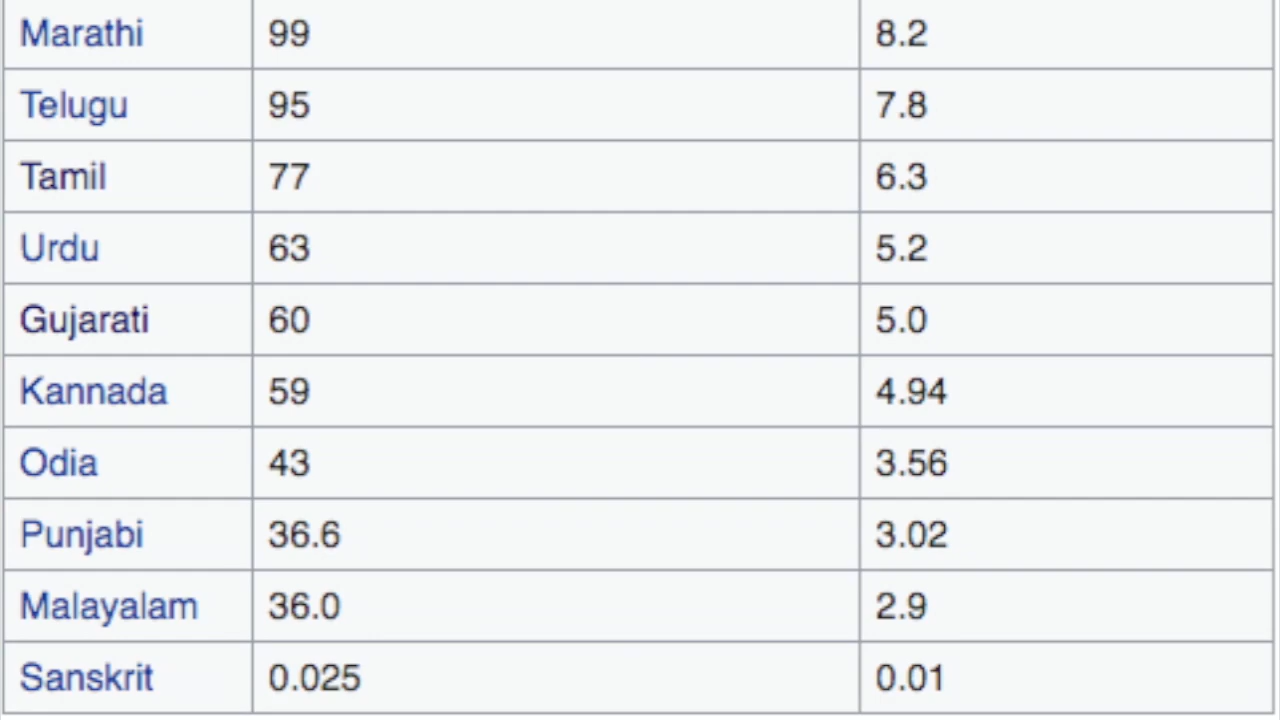 Marathi 99 8.2
Telugu 95 7.8
Tamil 77 6.3
Urdu 63 5.2
Gujarati 60 5.0
Kannada 59 4.94
Odia 43 3.56
Punjabi 36.6 3.02
Malayalam 36.0 2.9
Sanskrit 0.025 0.01